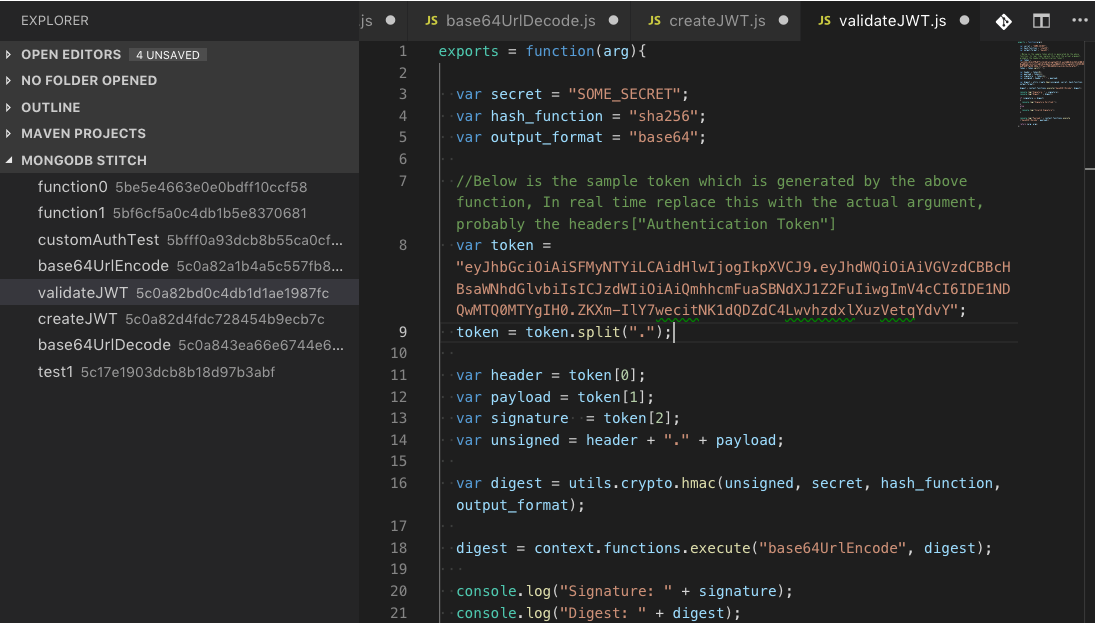 EXPLORER
.js
JS base64UrlDecode.js
JS createJWT.js
JS validateJWT.js
OPEN EDITORS 4 UNSAVED
NO FOLDER OPENED
OUTLINE
MAVEN PROJECTS
MONGODB STITCH
function0 5be5e4663e0e0bdff10ccf58
function1 5bf6cf5a0c4db1b5e8370681
customAuthTest 5bfff0a93dcb8b55ca0cf...
base64UrlEncode 5c0a82a1b4a5c557fb8...
validateJWT 5c0a82bd0c4db1d1ae1987fc
createJWT 5c0a82d4fdc728454b9ecb7c
base64UrlDecode 5c0a843ea66e6744e6...
test1 5c17e1903dcb8b18d97b3abf
1 exports = function(arg){
2
3 var secret = "SOME_SECRET";
4 var hash_function = "sha256";
5 var output_format = "base64";
6
7 //Below is the sample token which is generated by the above
function, In real time replace this with the actual argument,
probably the headers["Authentication Token"]
8 var token =
"eyJhbGciOiAiSFMyNTYiLCAidHlwIjogIkpXVCJ9.eyJhdWQiOiAiVGVzdCBBcH
BsaWNhdGlvbiIsICJzdWIiOiAiQmhhcmFuaSBNdXJ1Z2FuIiwgImV4cCI6IDE1ND
QwMTQ0MTYgIH0.ZKXm-IlY7wecitNK1dQDZdC4LwvhzdxlXuzVetqYdvY";
9 token = token.split(".");
10
11 var header = token[0];
12 var payload = token[1];
13 var signature = token[2];
14 var unsigned = header + "." + payload;
15
16 var digest = utils.crypto.hmac(unsigned, secret, hash_function,
output_format);
17
18 digest = context.functions.execute("base64UrlEncode", digest);
19
20 console.log("Signature: " + signature);
21 console.log("Digest: " + digest);